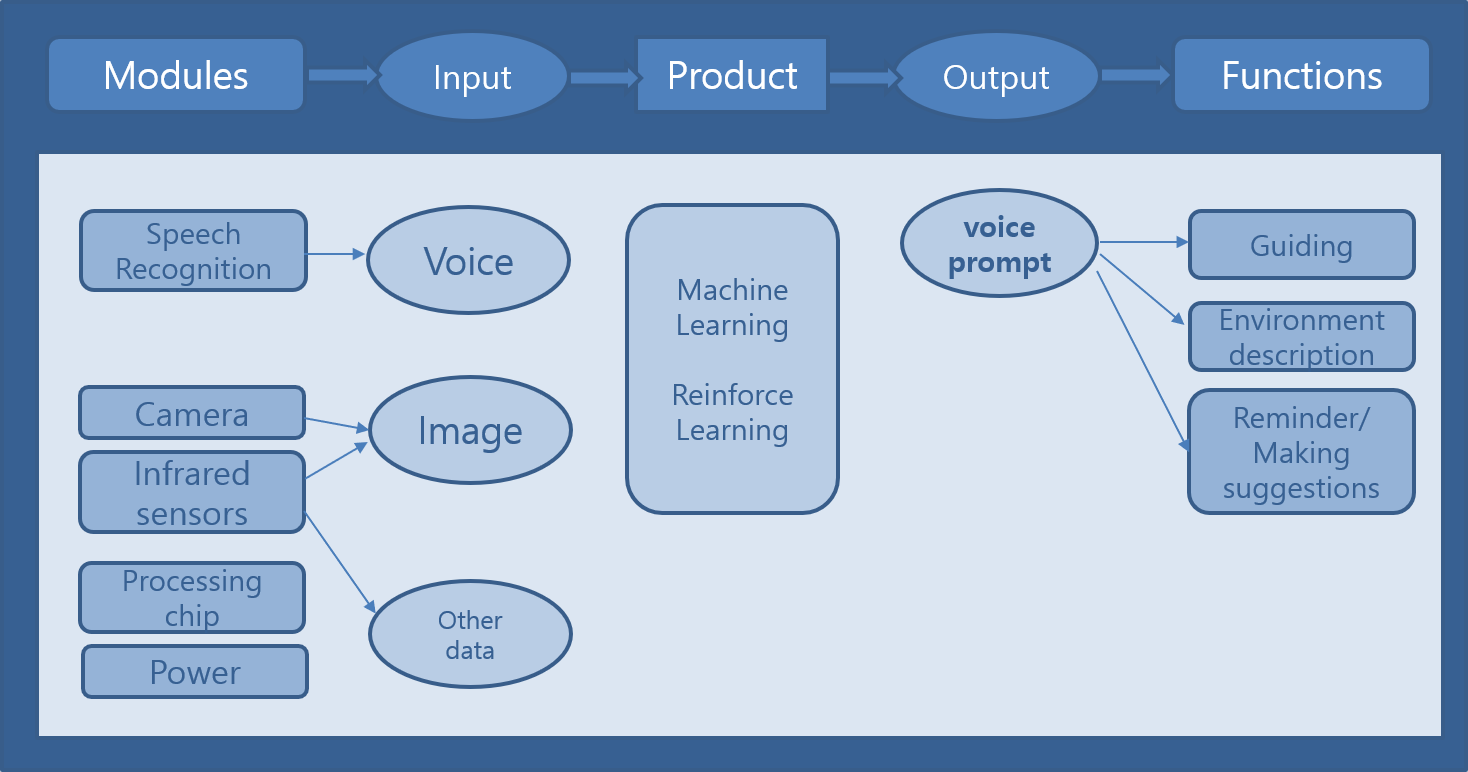 Modules
Input
Product
Output
Functions
Speech
Recognition
Voice
Camera
Infrared
sensors
Image
Processing
chip
Power
Other
data
Machine
Learning
Reinforce
Learning
voice
prompt
Guiding
Environment
description
Reminder/
Making
suggestions